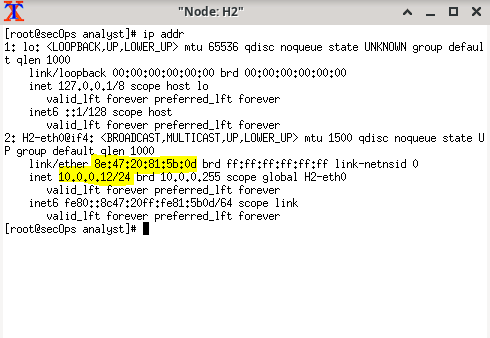 "Node: H2"
[root@secOps analyst]# ip addr
1: lo: <LOOPBACK,UP,LOWER_UP> mtu 65536 qdisc noqueue state UNKNOWN group defaul
t qlen 1000
    link/loopback 00:00:00:00:00:00 brd 00:00:00:00:00:00
    inet 127.0.0.1/8 scope host lo
       valid_lft forever preferred_lft forever
    inet6 ::1/128 scope host
       valid_lft forever preferred_lft forever
2: H2-eth0@if4: <BROADCAST,MULTICAST,UP,LOWER_UP> mtu 1500 qdisc noqueue state U
P group default qlen 1000
    link/ether 8e:47:20:81:5b:0d brd ff:ff:ff:ff:ff:ff link-netnsid 0
    inet 10.0.0.12/24 brd 10.0.0.255 scope global H2-eth0
       valid_lft forever preferred_lft forever
    inet6 fe80::8c47:20ff:fe81:5b0d/64 scope link
       valid_lft forever preferred_lft forever
[root@secOps analyst]#